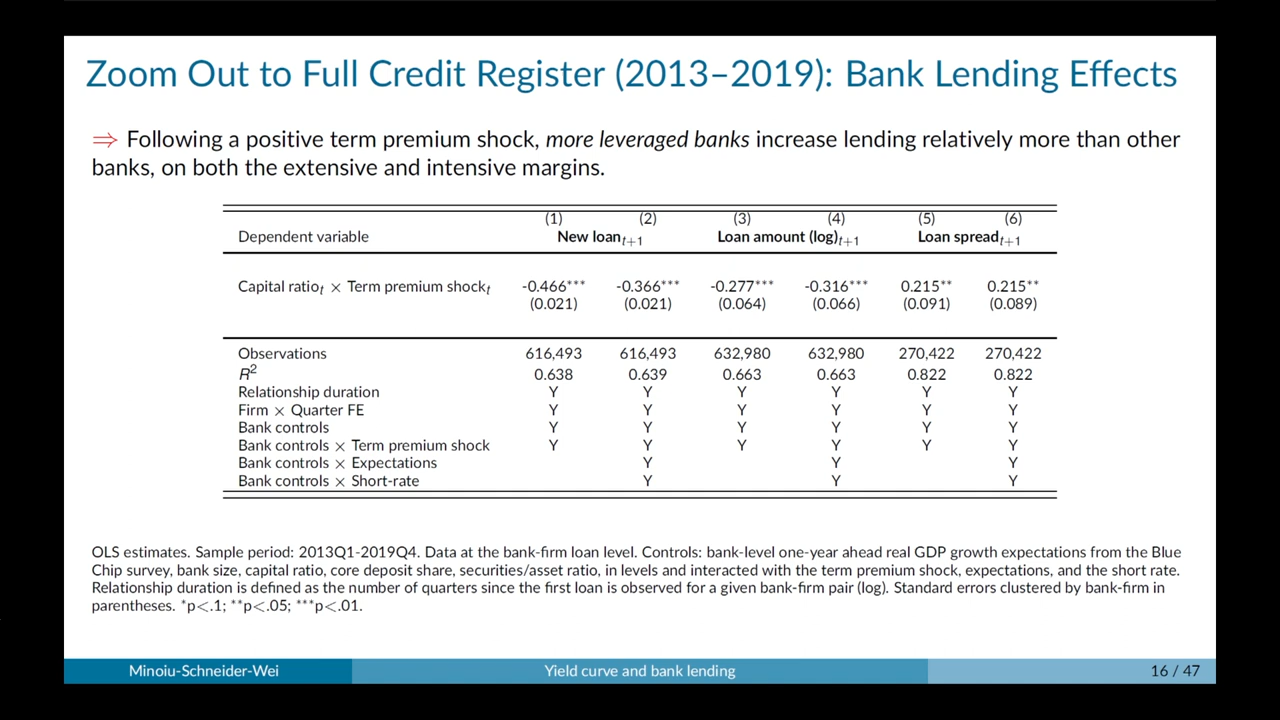 Zoom Out to Full Credit Register (2013–2019): Bank Lending Effects
⇒ Following a positive term premium shock, more leveraged banks increase lending relatively more than other
banks, on both the extensive and intensive margins.
(1) (2) (3) (4) (5) (6)
Dependent variable New loan_{t+1} Loan amount (log)_{t+1} Loan spread_{t+1}
Capital ratio_t × Term premium shock_t -0.466*** -0.366*** -0.277*** -0.316*** 0.215** 0.215**
(0.021) (0.021) (0.064) (0.066) (0.091) (0.089)
Observations 616,493 616,493 632,980 632,980 270,422 270,422
R² 0.638 0.639 0.663 0.663 0.822 0.822
Relationship duration Y Y Y Y Y Y
Firm × Quarter FE Y Y Y Y Y Y
Bank controls Y Y Y Y Y Y
Bank controls × Term premium shock Y Y Y Y Y Y
Bank controls × Expectations Y Y Y
Bank controls × Short-rate Y Y Y
OLS estimates. Sample period: 2013Q1-2019Q4. Data at the bank-firm loan level. Controls: bank-level one-year ahead real GDP growth expectations from the Blue
Chip survey, bank size, capital ratio, core deposit share, securities/asset ratio, in levels and interacted with the term premium shock, expectations, and the short rate.
Relationship duration is defined as the number of quarters since the first loan is observed for a given bank-firm pair (log). Standard errors clustered by bank-firm in
parentheses. *p<.1; **p<.05; ***p<.01.
Minoiu-Schneider-Wei Yield curve and bank lending 16 / 47